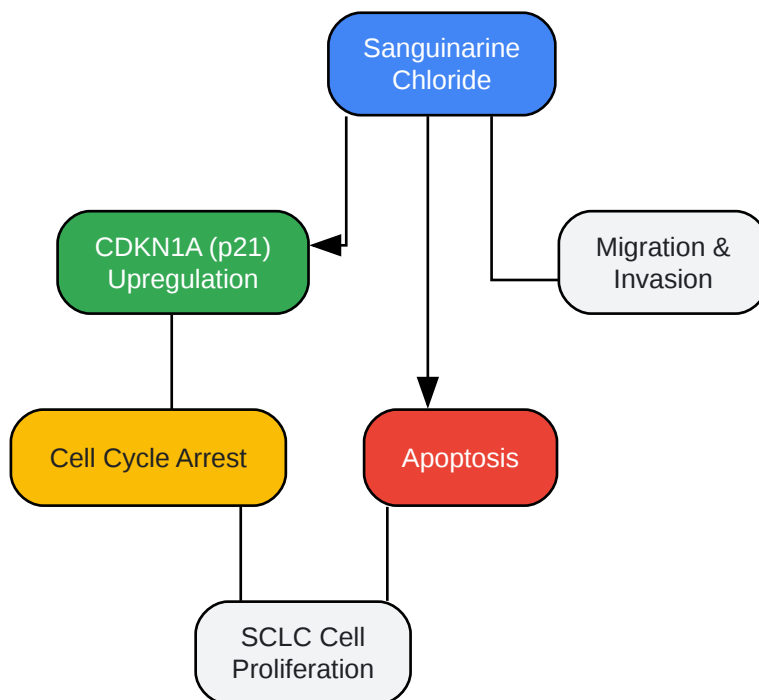 Sanguinarine
Chloride
CDKN1A (p21)
Upregulation
Migration &
Invasion
Cell Cycle Arrest
Apoptosis
SCLC Cell
Proliferation